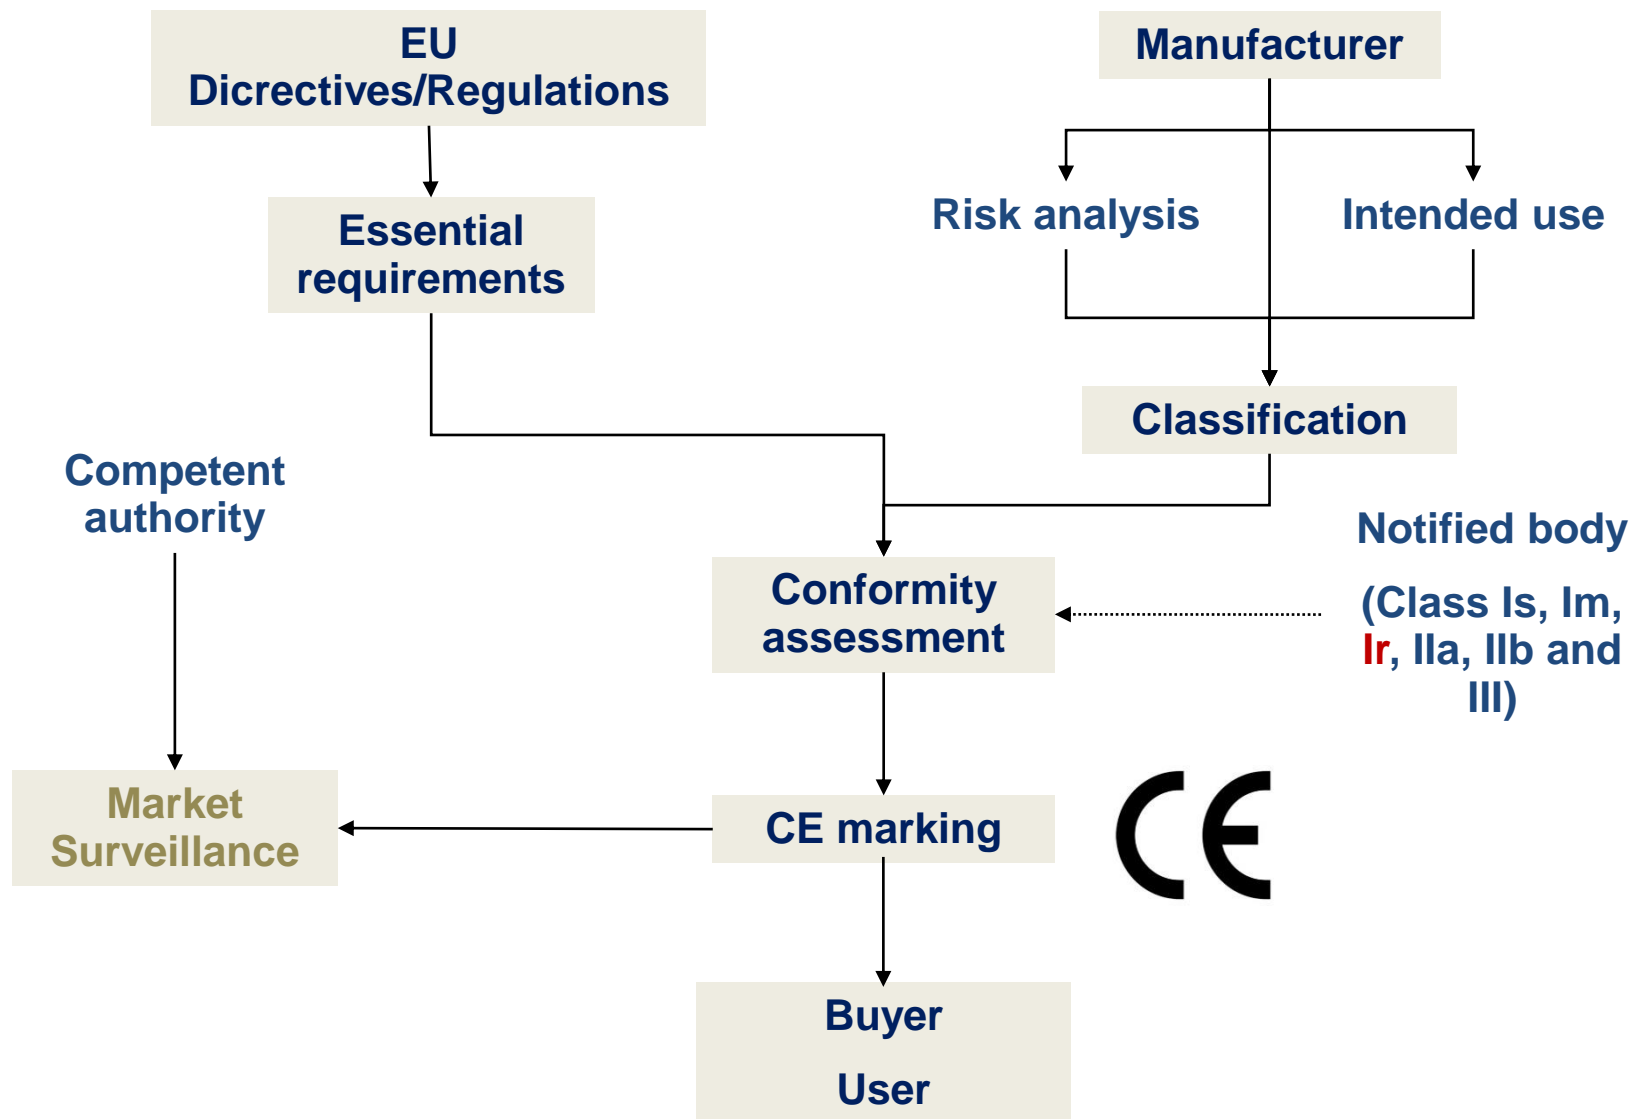 EU
Dicrectives/Regulations
Manufacturer
Essential
requirements
Risk analysis
Intended use
Classification
Competent
authority
Notified body
(Class Is, Im,
Ir, IIa, IIb and
III)
Conformity
assessment
Market
Surveillance
CE marking
CE
Buyer
User